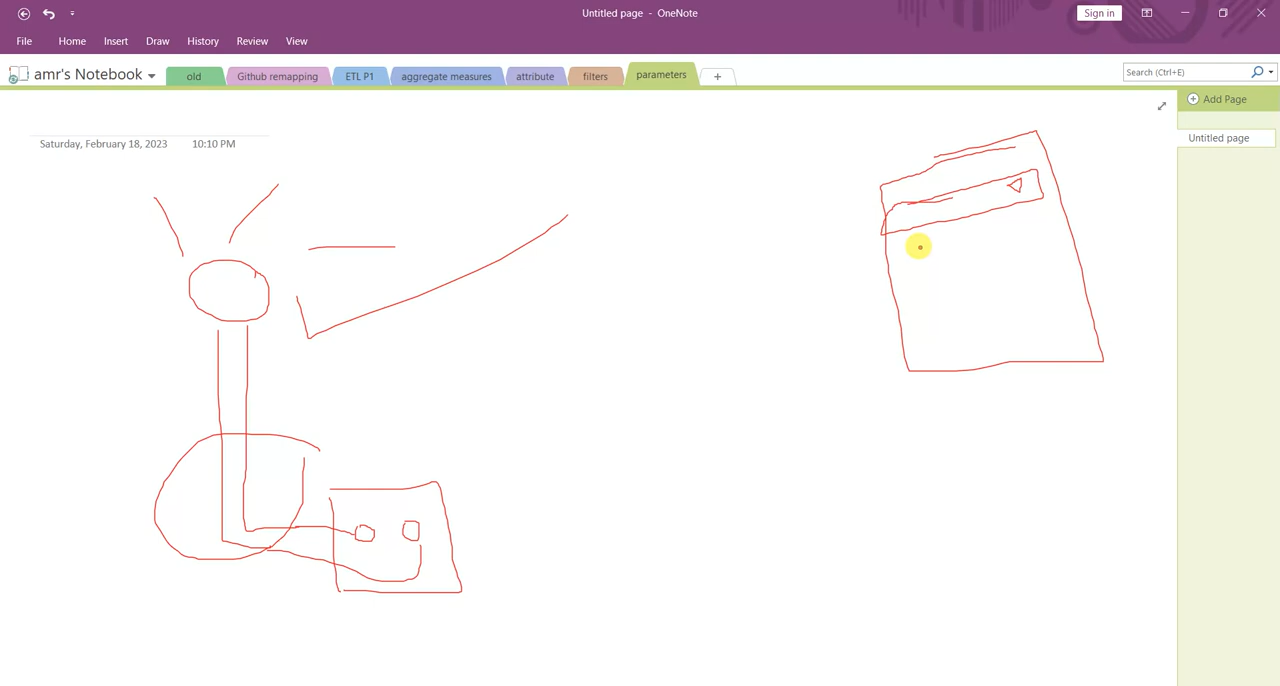 Untitled page - OneNote
Sign in
File Home Insert Draw History Review View
amr's Notebook
old Github remapping ETL P1 aggregate measures attribute filters parameters
Search (Ctrl+E)
Add Page
Saturday, February 18, 2023 10:10 PM
Untitled page